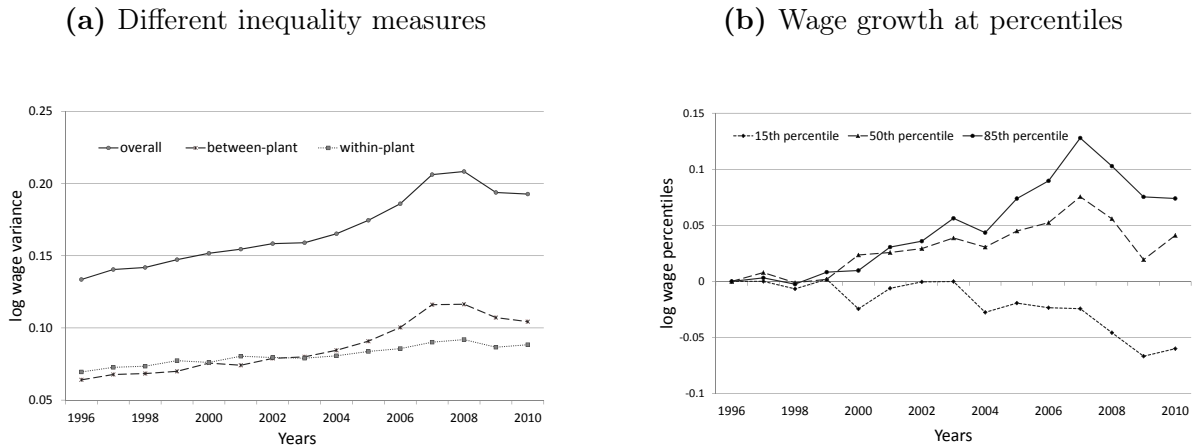 (a) Different inequality measures
0.25
0.20
0.15
0.10
0.05
log wage variance
overall between-plant within-plant
1996 1998 2000 2002 2004 2006 2008 2010
Years
(b) Wage growth at percentiles
0.15
0.1
0.05
0
-0.05
-0.1
log wage percentiles
15th percentile 50th percentile 85th percentile
1996 1998 2000 2002 2004 2006 2008 2010
Years